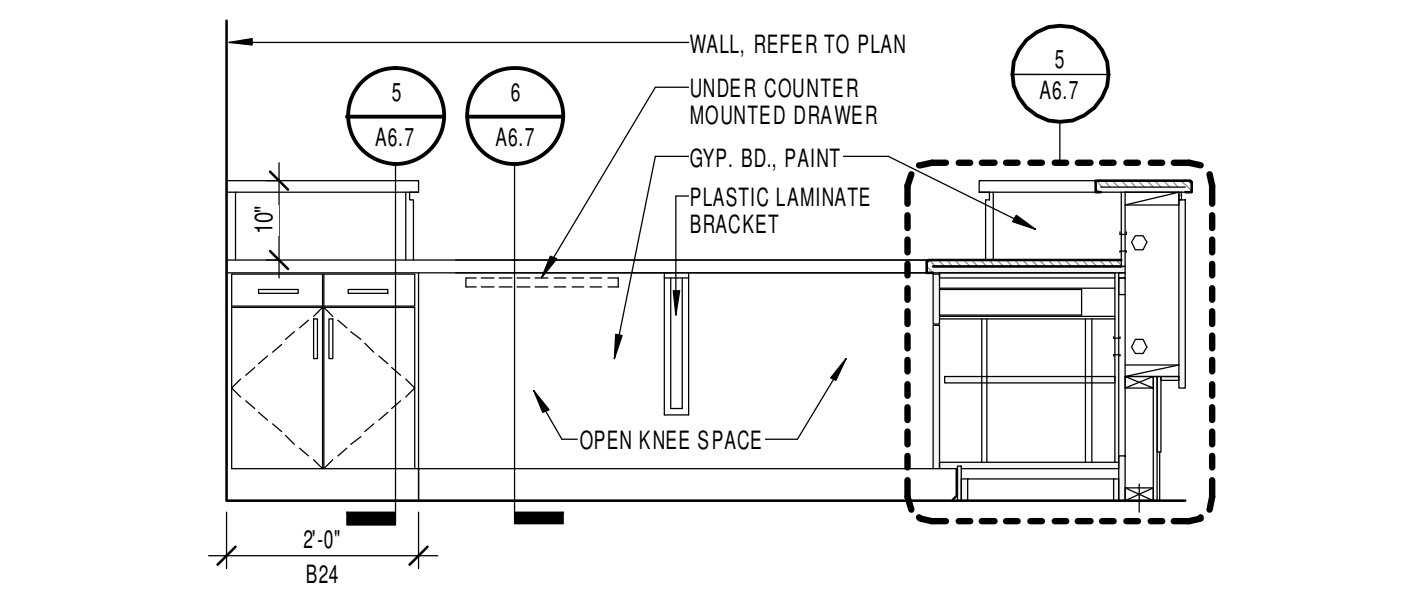 WALL, REFER TO PLAN
5
A6.7
5
A6.7
6
A6.7
UNDER COUNTER
MOUNTED DRAWER
GYP. BD., PAINT
PLASTIC LAMINATE
BRACKET
10"
OPEN KNEE SPACE
2'-0"
B24